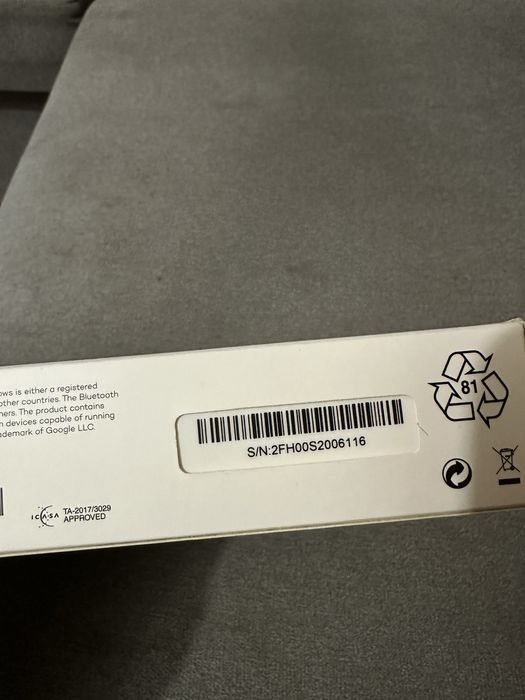 ows is either a registered
other countries. The Bluetooth
ners. The product contains
n devices capable of running
ademark of Google LLC.
81
S/N:2FH00S2006116
ICASA TA-2017/3029
APPROVED